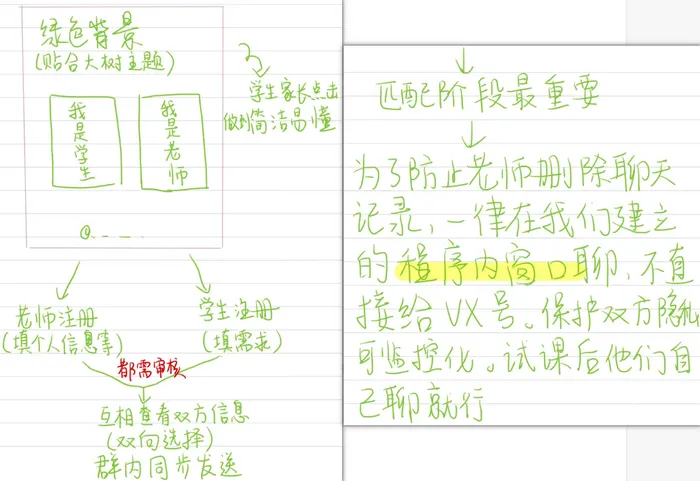 绿色背景
(贴合大树主题)
我是学生
我是老师
@.....
学生家长点击
做到简洁易懂
老师注册
(填个人信息等)
学生注册
(填需求)
都需审核
互相查看双方信息
(双向选择)
群内同步发送
匹配阶段最重要
为了防止老师删除聊天
记录,一律在我们建立
的程序内窗口聊,不直
接给VX号。保护双方隐私
可监控化。试课后他们自
己聊就行